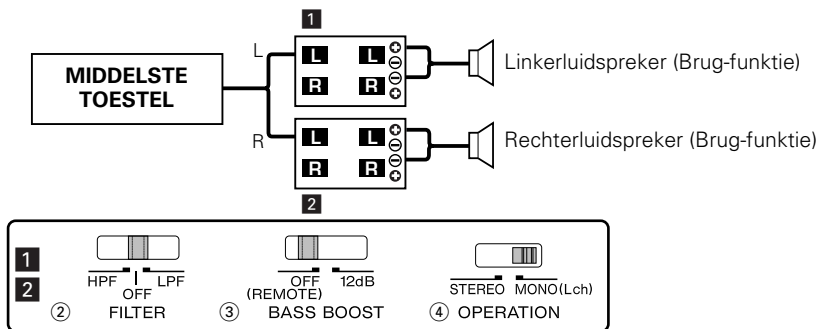 1
L
L L ⊕
⊖
R R ⊖
⊕
Linkerluidspreker (Brug-funktie)
MIDDELSTE
TOESTEL
R
L L ⊕
⊖
R R ⊖
⊕
Rechterluidspreker (Brug-funktie)
2
1
2
HPF OFF LPF
② FILTER
OFF 12dB
(REMOTE)
③ BASS BOOST
STEREO MONO(Lch)
④ OPERATION